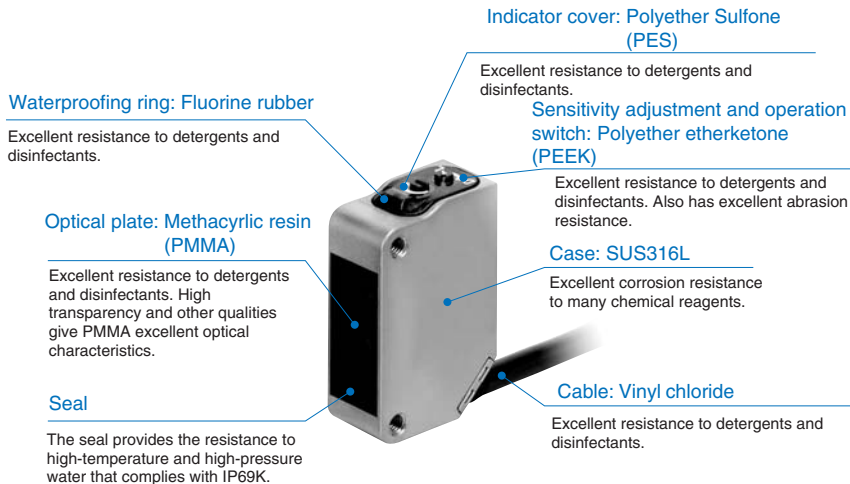 Indicator cover: Polyether Sulfone
(PES)
Excellent resistance to detergents and
disinfectants.
Waterproofing ring: Fluorine rubber
Excellent resistance to detergents and
disinfectants.
Sensitivity adjustment and operation
switch: Polyether etherketone
(PEEK)
Excellent resistance to detergents and
disinfectants. Also has excellent abrasion
resistance.
Optical plate: Methacyrlic resin
(PMMA)
Excellent resistance to detergents
and disinfectants. High
transparency and other qualities
give PMMA excellent optical
characteristics.
Case: SUS316L
Excellent corrosion resistance
to many chemical reagents.
Seal
The seal provides the resistance to
high-temperature and high-pressure
water that complies with IP69K.
Cable: Vinyl chloride
Excellent resistance to detergents and
disinfectants.